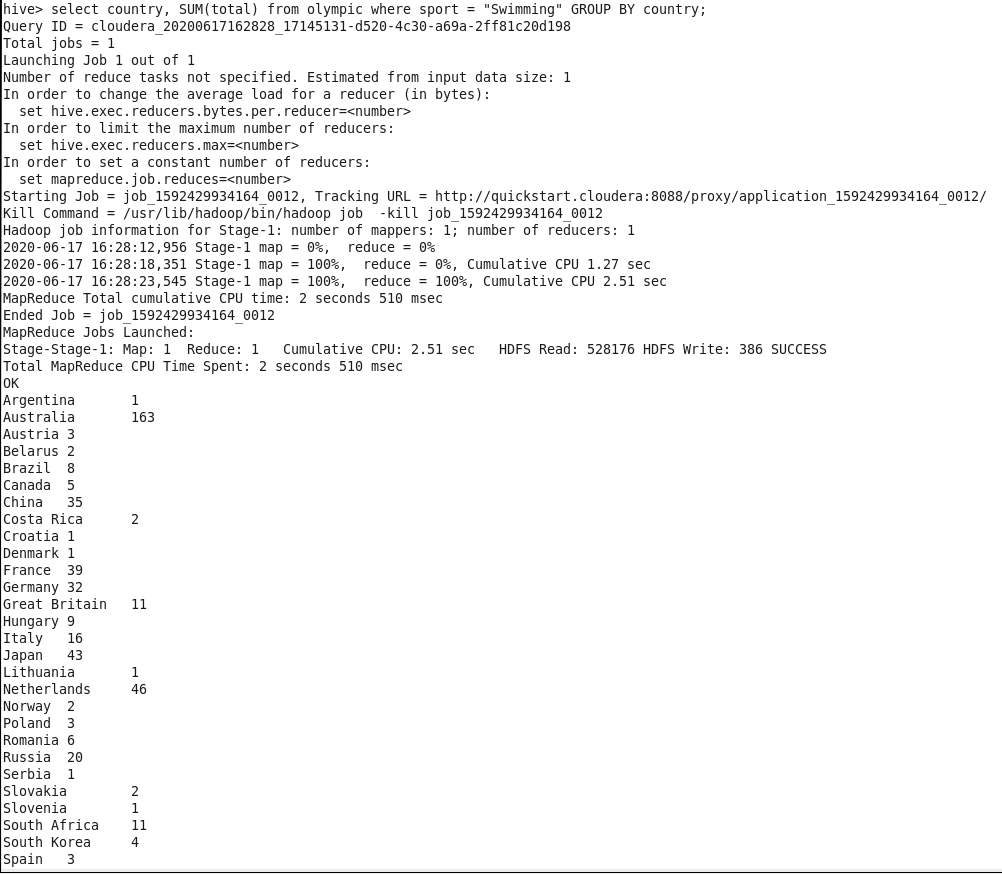 hive> select country, SUM(total) from olympic where sport = "Swimming" GROUP BY country;
Query ID = cloudera_20200617162828_17145131-d520-4c30-a69a-2ff81c20d198
Total jobs = 1
Launching Job 1 out of 1
Number of reduce tasks not specified. Estimated from input data size: 1
In order to change the average load for a reducer (in bytes):
  set hive.exec.reducers.bytes.per.reducer=<number>
In order to limit the maximum number of reducers:
  set hive.exec.reducers.max=<number>
In order to set a constant number of reducers:
  set mapreduce.job.reduces=<number>
Starting Job = job_1592429934164_0012, Tracking URL = http://quickstart.cloudera:8088/proxy/application_1592429934164_0012/
Kill Command = /usr/lib/hadoop/bin/hadoop job  -kill job_1592429934164_0012
Hadoop job information for Stage-1: number of mappers: 1; number of reducers: 1
2020-06-17 16:28:12,956 Stage-1 map = 0%,  reduce = 0%
2020-06-17 16:28:18,351 Stage-1 map = 100%,  reduce = 0%, Cumulative CPU 1.27 sec
2020-06-17 16:28:23,545 Stage-1 map = 100%,  reduce = 100%, Cumulative CPU 2.51 sec
MapReduce Total cumulative CPU time: 2 seconds 510 msec
Ended Job = job_1592429934164_0012
MapReduce Jobs Launched:
Stage-Stage-1: Map: 1  Reduce: 1   Cumulative CPU: 2.51 sec   HDFS Read: 528176 HDFS Write: 386 SUCCESS
Total MapReduce CPU Time Spent: 2 seconds 510 msec
OK
Argentina       1
Australia       163
Austria 3
Belarus 2
Brazil  8
Canada  5
China   35
Costa Rica      2
Croatia 1
Denmark 1
France  39
Germany 32
Great Britain   11
Hungary 9
Italy   16
Japan   43
Lithuania       1
Netherlands     46
Norway  2
Poland  3
Romania 6
Russia  20
Serbia  1
Slovakia        2
Slovenia        1
South Africa    11
South Korea     4
Spain   3